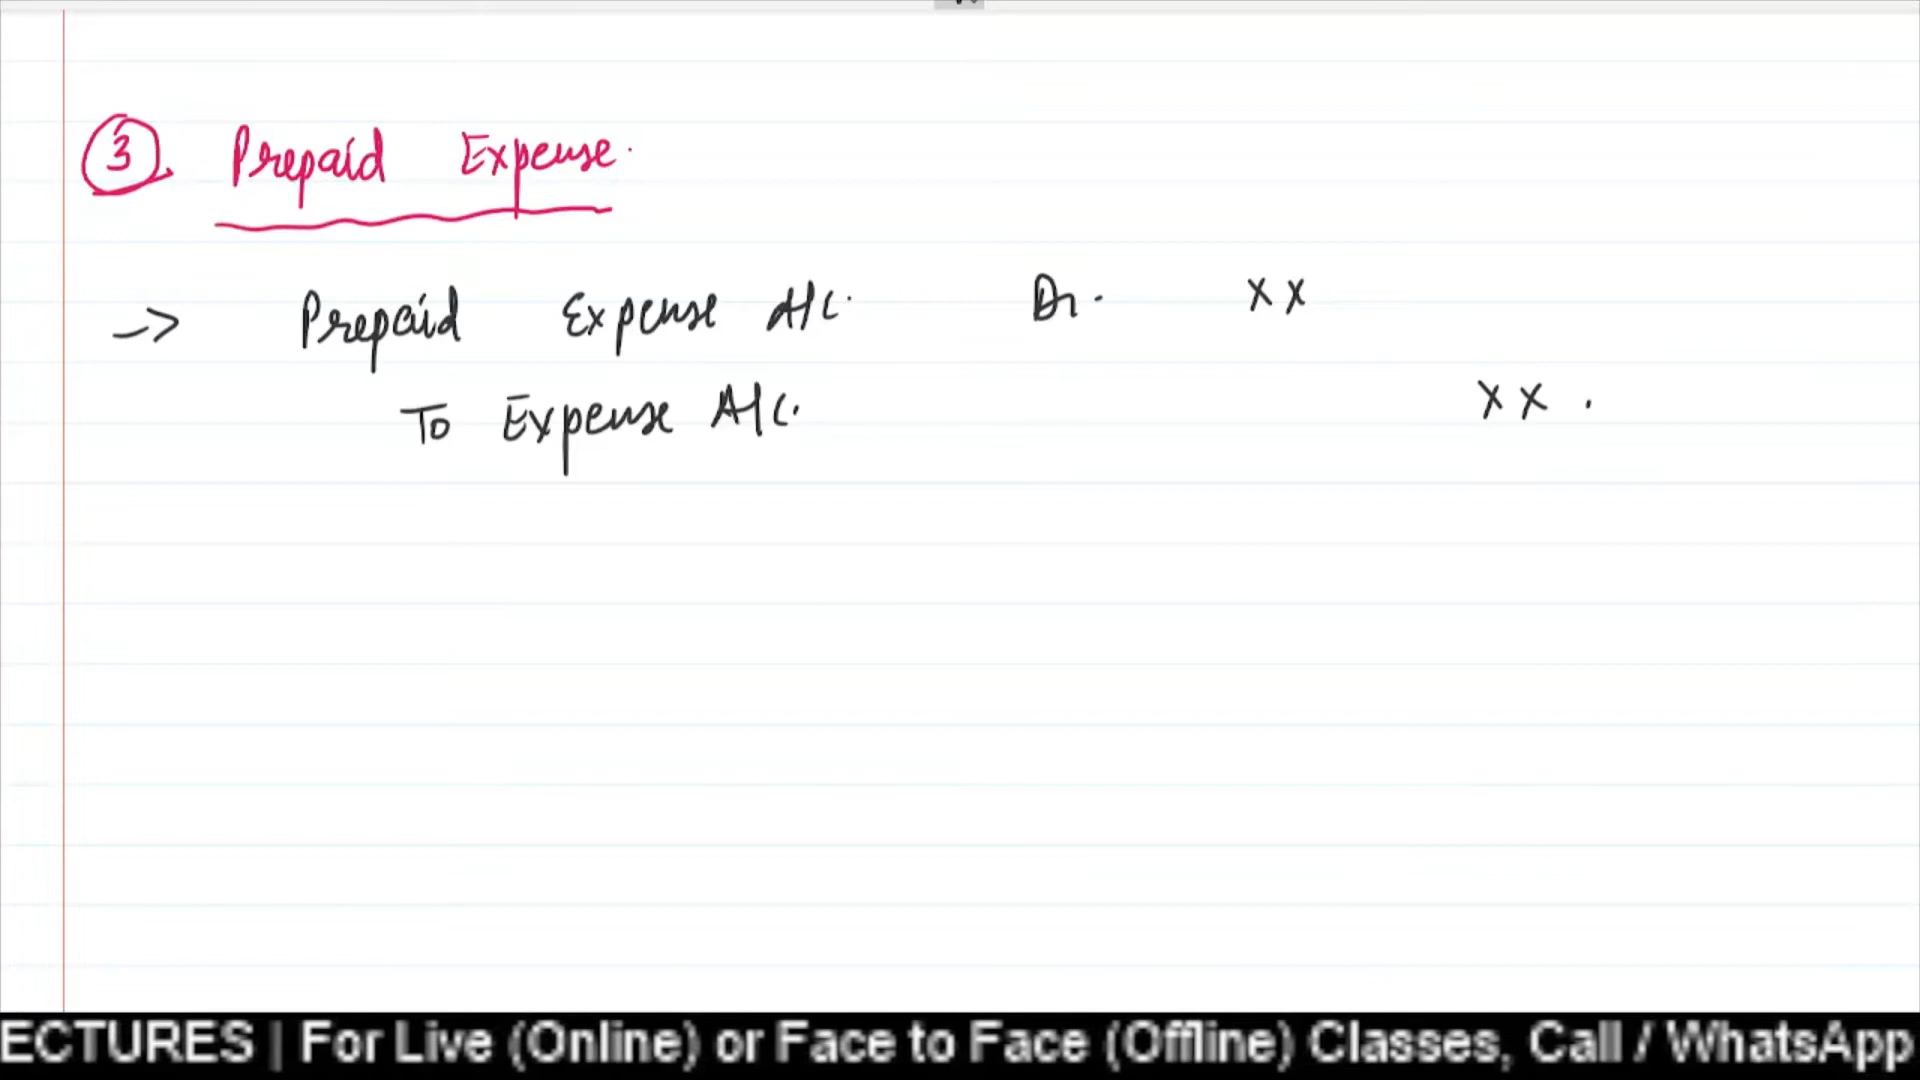 3. Prepaid Expense.
-> Prepaid Expense A/c. Dr. xx
To Expense A/c. xx.
ECTURES | For Live (Online) or Face to Face (Offline) Classes, Call / WhatsApp